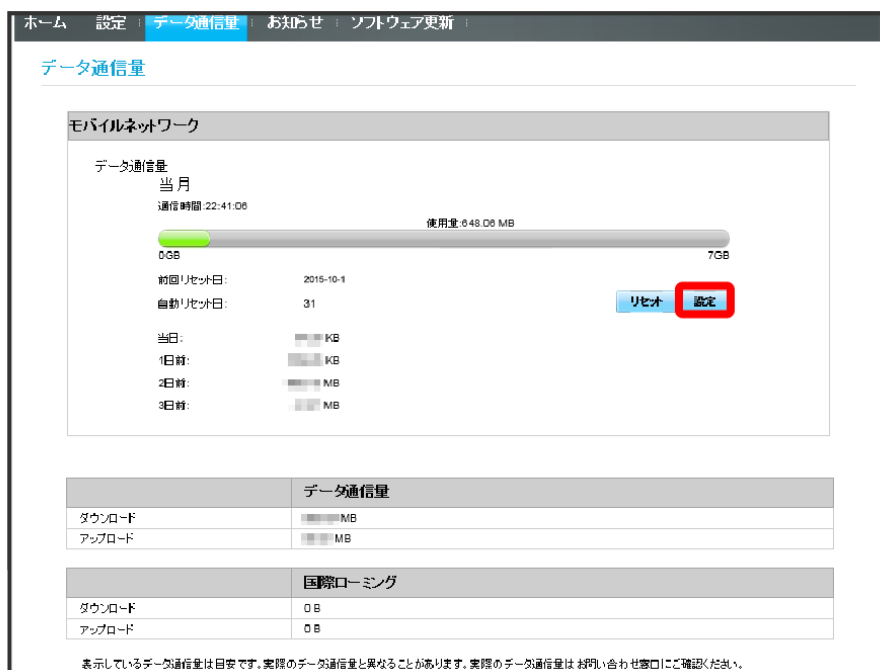 ホーム 設定 データ通信量 お知らせ ソフトウェア更新
データ通信量
モバイルネットワーク
データ通信量
当月
通信時間:22:41:06
使用量:648.06 MB
0GB 7GB
前回リセット日: 2015-10-1
自動リセット日: 31
リセット 設定
当日: KB
1日前: KB
2日前: MB
3日前: MB
データ通信量
ダウンロード MB
アップロード MB
国際ローミング
ダウンロード 0 B
アップロード 0 B
表示しているデータ通信量は目安です。実際のデータ通信量と異なることがあります。実際のデータ通信量はお問い合わせ窓口にご確認ください。